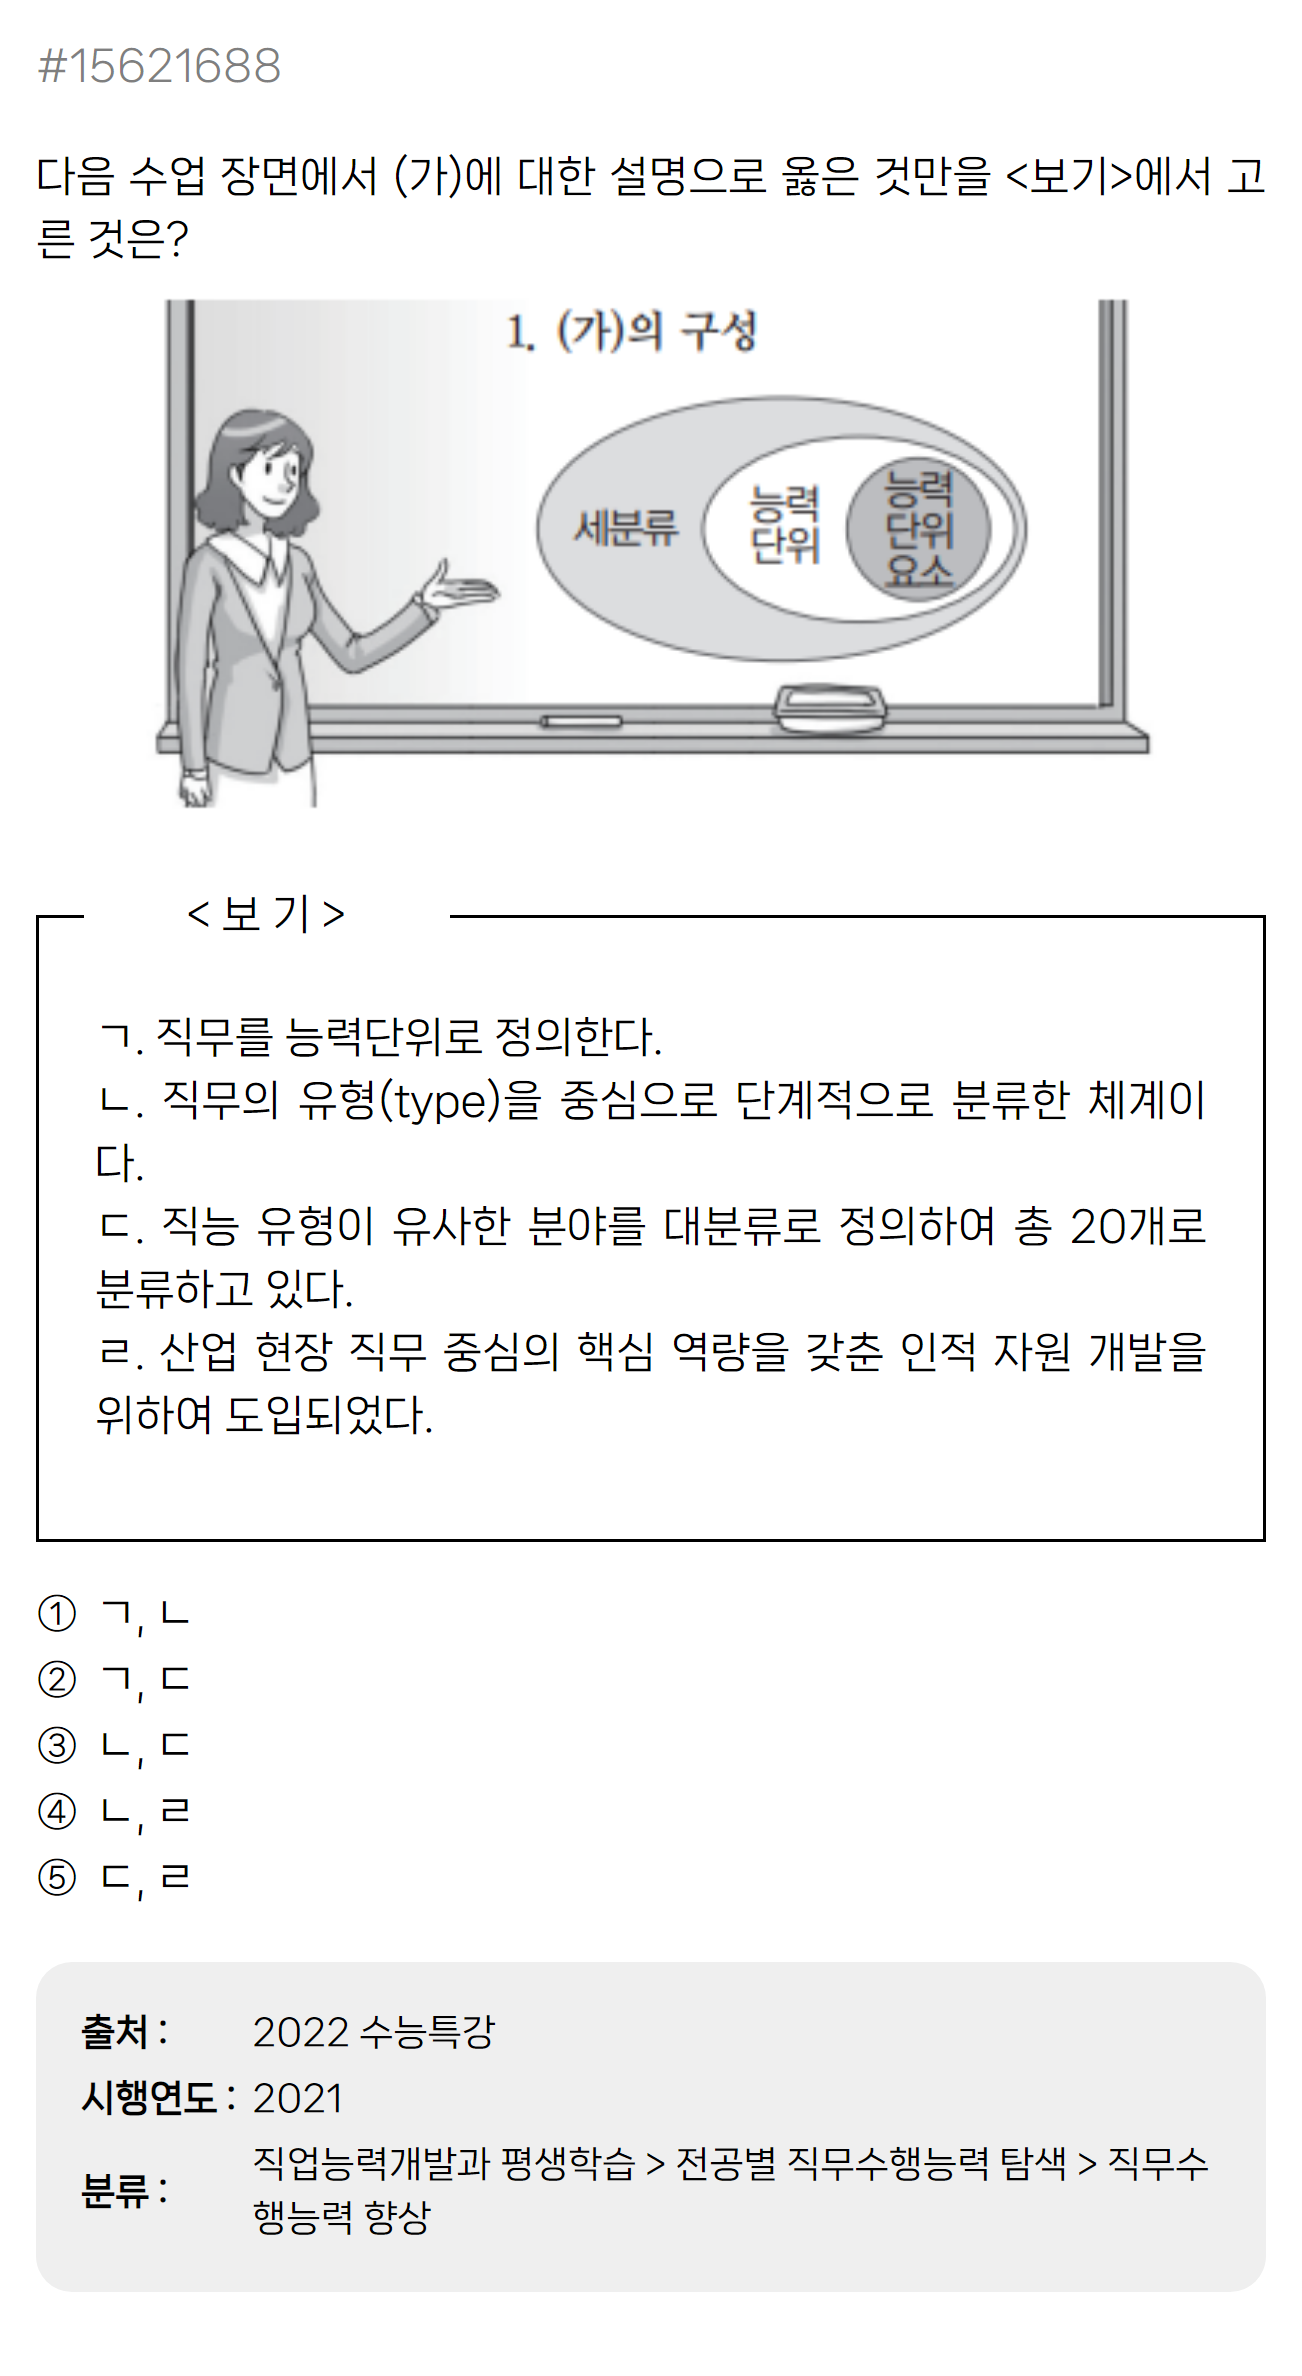 #15621688
다음 수업 장면에서 (가)에 대한 설명으로 옳은 것만을 <보기>에서 고
른 것은?
1. (가)의 구성
세분류
능력
단위
능력
단위
요소
< 보 기 >
ㄱ. 직무를 능력단위로 정의한다.
ㄴ. 직무의 유형(type)을 중심으로 단계적으로 분류한 체계이
다.
ㄷ. 직능 유형이 유사한 분야를 대분류로 정의하여 총 20개로
분류하고 있다.
ㄹ. 산업 현장 직무 중심의 핵심 역량을 갖춘 인적 자원 개발을
위하여 도입되었다.
① ㄱ, ㄴ
② ㄱ, ㄷ
③ ㄴ, ㄷ
④ ㄴ, ㄹ
⑤ ㄷ, ㄹ
출처 : 2022 수능특강
시행연도 : 2021
분류 : 직업능력개발과 평생학습 > 전공별 직무수행능력 탐색 > 직무수
행능력 향상